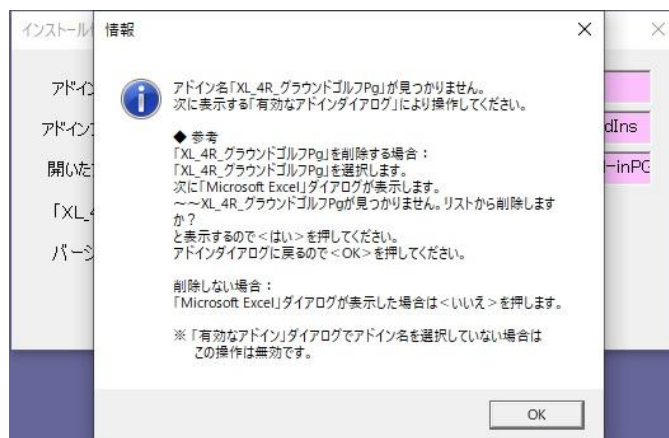 インストール
情報
アドイン名「XL_4R_グラウンドゴルフPg」が見つかりません。
次に表示する「有効なアドインダイアログ」により操作してください。
◆ 参考
「XL_4R_グラウンドゴルフPg」を削除する場合：
「XL_4R_グラウンドゴルフPg」を選択します。
次に「Microsoft Excel」ダイアログが表示します。
～～XL_4R_グラウンドゴルフPgが見つかりません。リストから削除します
か？
と表示するので＜はい＞を押してください。
アドインダイアログに戻るので＜OK＞を押してください。
削除しない場合：
「Microsoft Excel」ダイアログが表示した場合は＜いいえ＞を押します。
※「有効なアドイン」ダイアログでアドイン名を選択していない場合は
この操作は無効です。
OK
アドイン
アドイン
dIns
開いた
-inPG
「XL_4
バージ